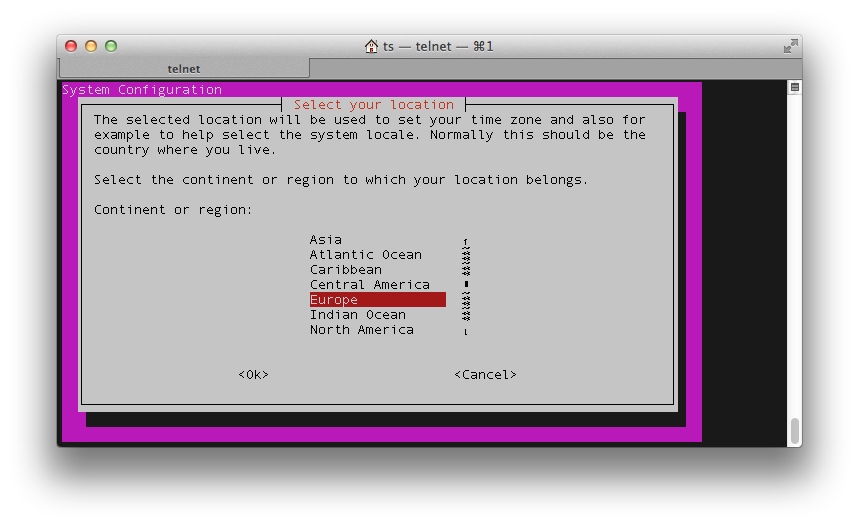 ts — telnet — ⌘1
telnet
System Configuration
Select your location
The selected location will be used to set your time zone and also for
example to help select the system locale. Normally this should be the
country where you live.
Select the continent or region to which your location belongs.
Continent or region:
Asia
Atlantic Ocean
Caribbean
Central America
Europe
Indian Ocean
North America
<Ok> <Cancel>